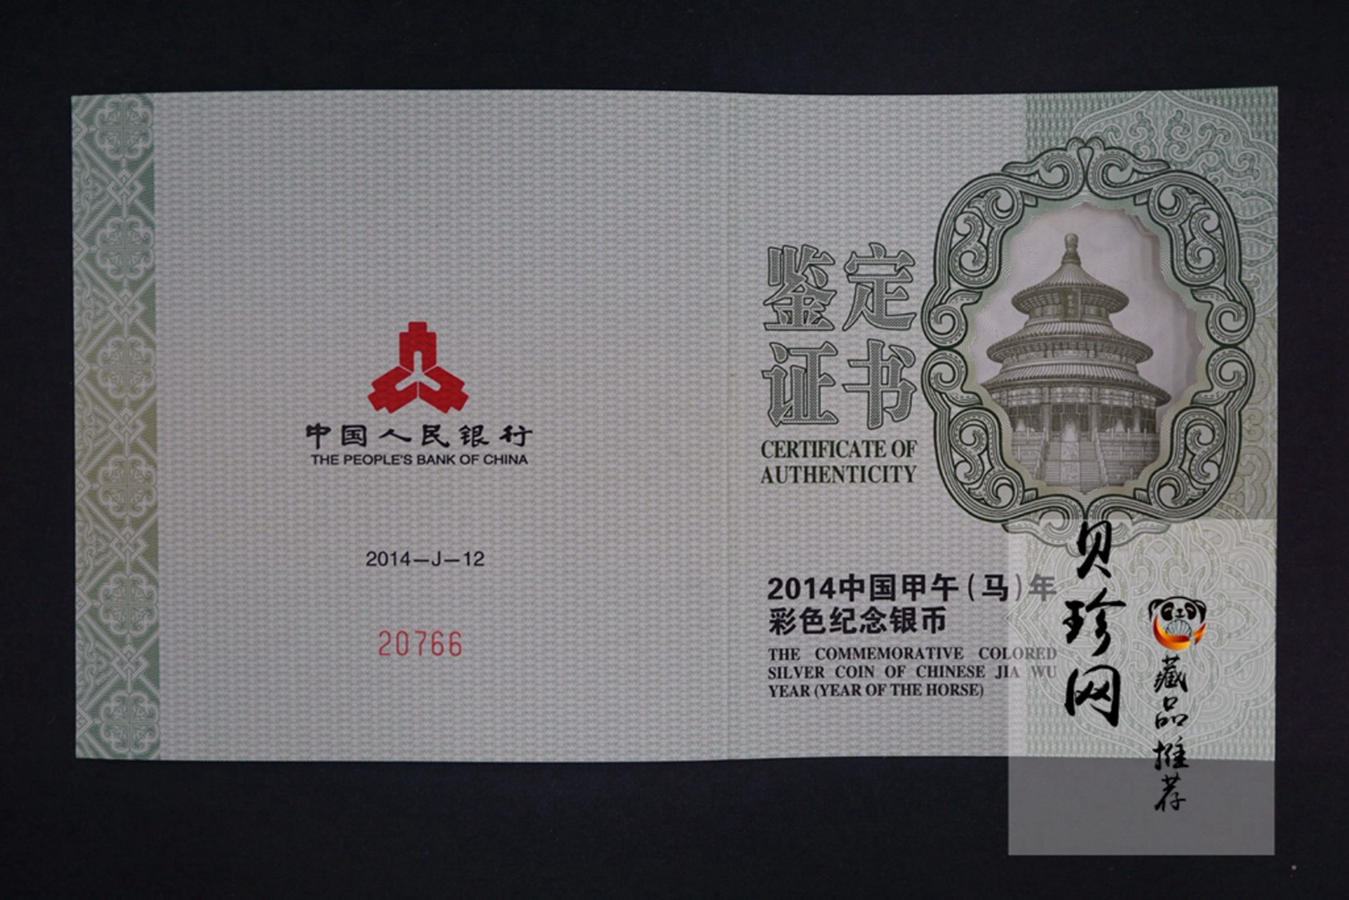 中国人民银行
THE PEOPLE'S BANK OF CHINA
2014—J—12
20766
鉴定
证书
CERTIFICATE OF
AUTHENTICITY
2014中国甲午(马)年
彩色纪念银币
THE COMMEMORATIVE COLORED
SILVER COIN OF CHINESE JIA WU
YEAR (YEAR OF THE HORSE)
贝珍网
藏品推荐